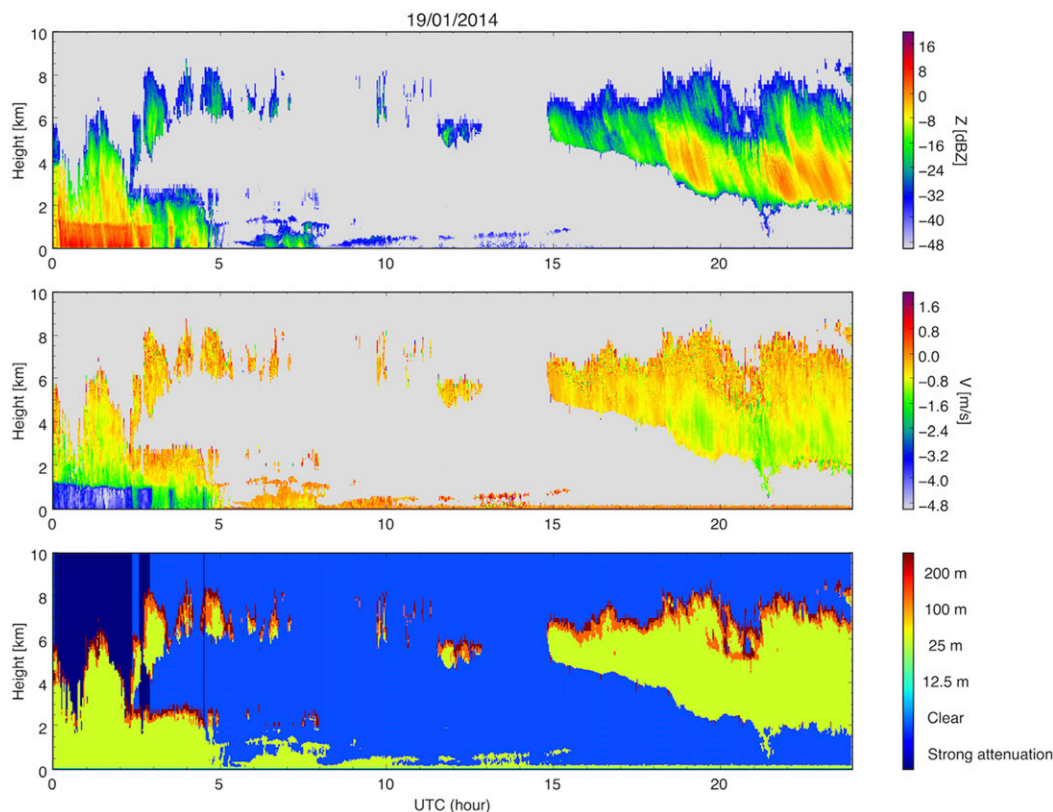 19/01/2014
10
8
6
4
2
0
Height [km]
0 5 10 15 20
16
8
0
-8
-16
-24
-32
-40
-48
Z [dBZ]
10
8
6
4
2
0
Height [km]
0 5 10 15 20
1.6
0.8
0.0
-0.8
-1.6
-2.4
-3.2
-4.0
-4.8
V [m/s]
10
8
6
4
2
0
Height [km]
0 5 10 15 20
UTC (hour)
200 m
100 m
25 m
12.5 m
Clear
Strong attenuation